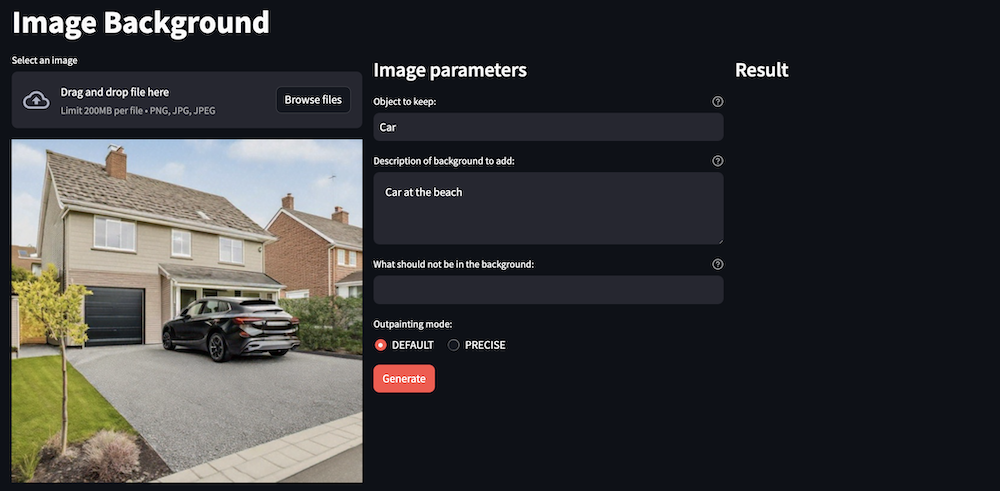 Image Background
Select an image
Drag and drop file here
Limit 200MB per file • PNG, JPG, JPEG
Browse files
Image parameters
Object to keep:
Car
Description of background to add:
Car at the beach
What should not be in the background:
Outpainting mode:
DEFAULT PRECISE
Generate
Result